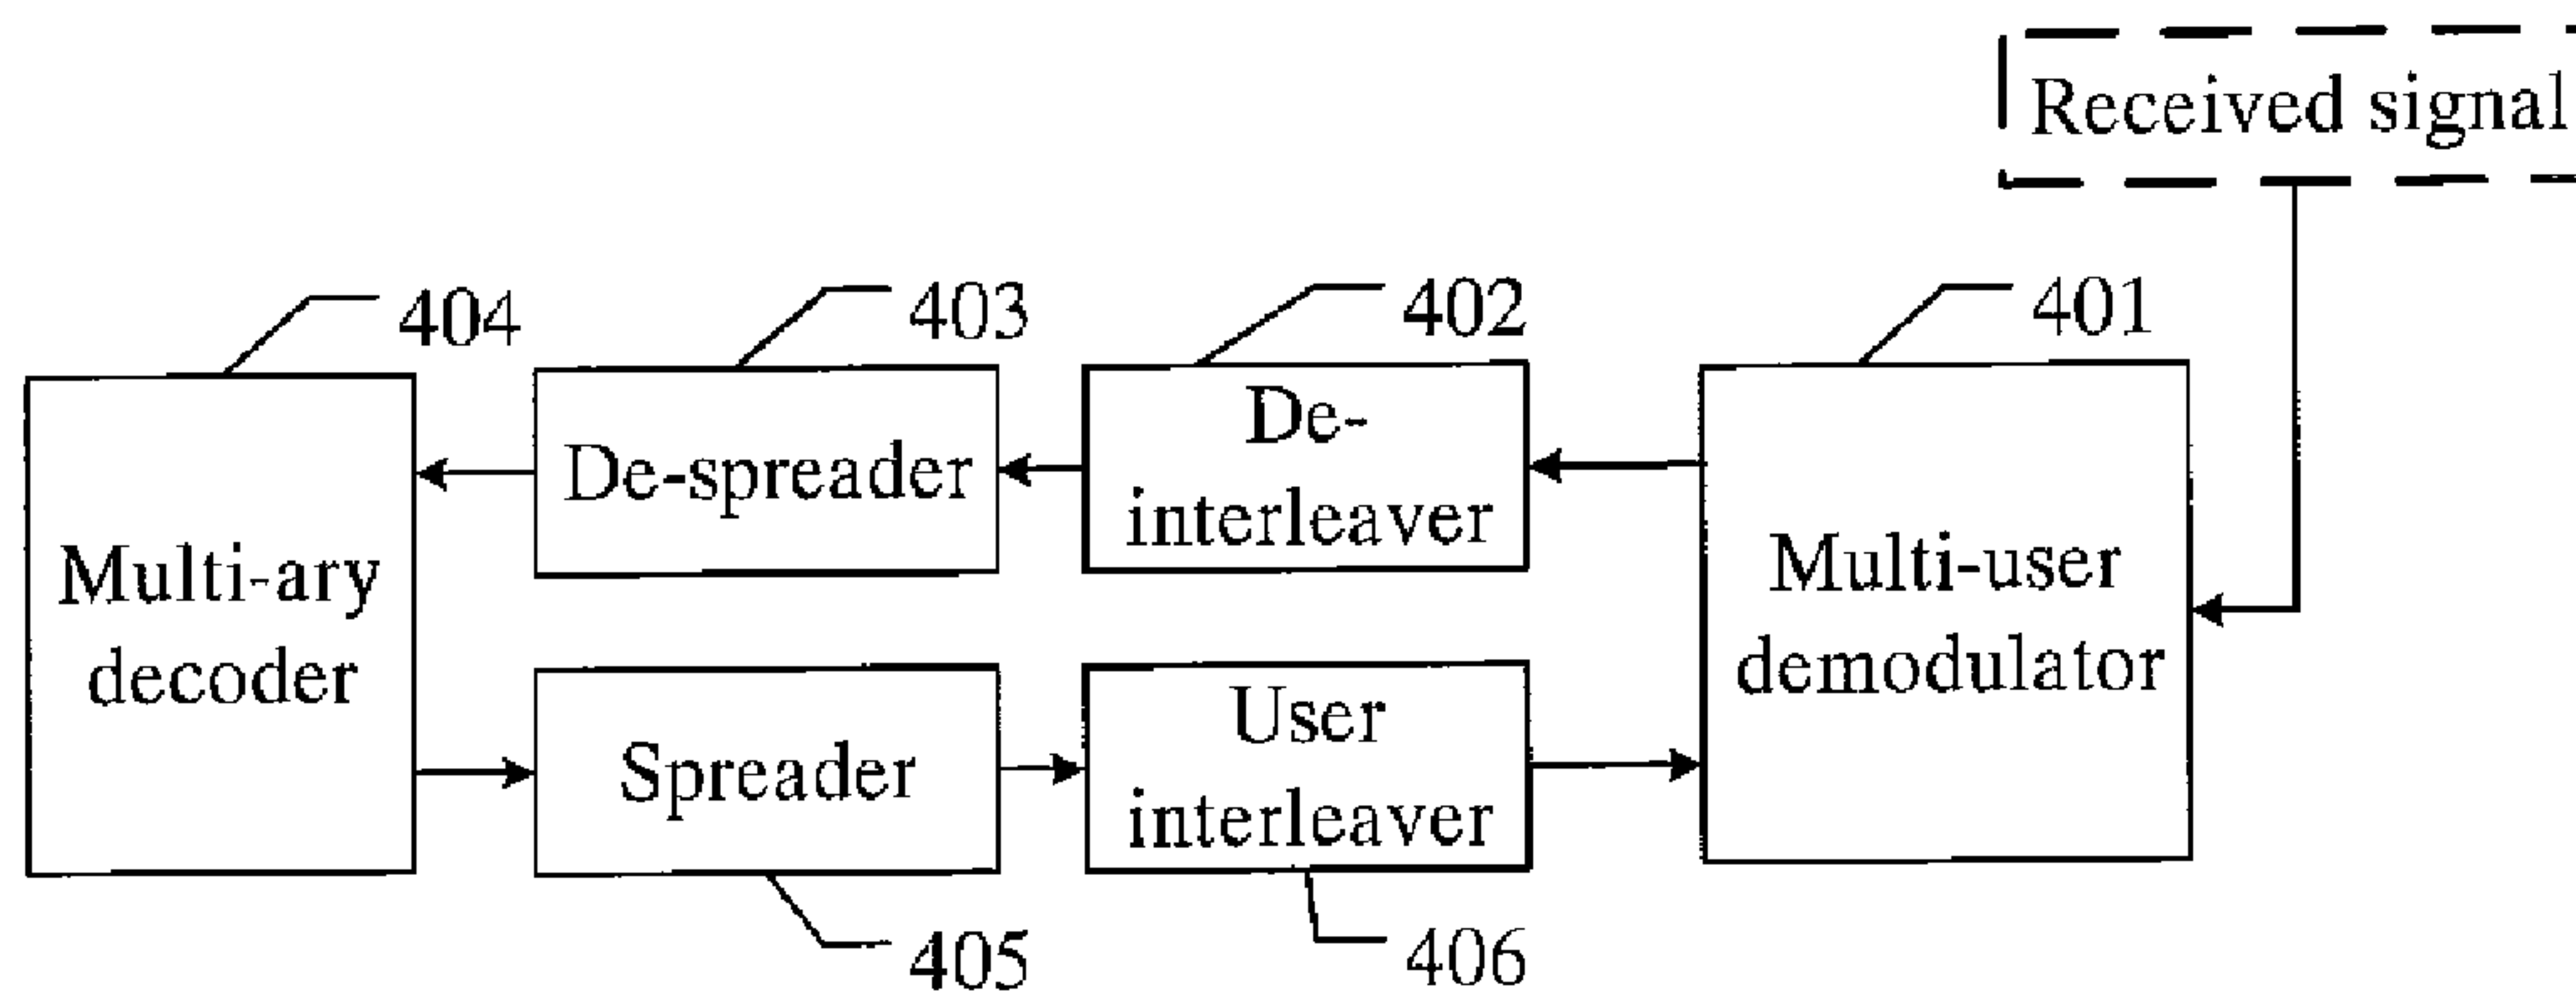 Received signal
404
403
402
401
De-spreader
De-
interleaver
Multi-ary
decoder
Multi-user
demodulator
Spreader
User
interleaver
405
406